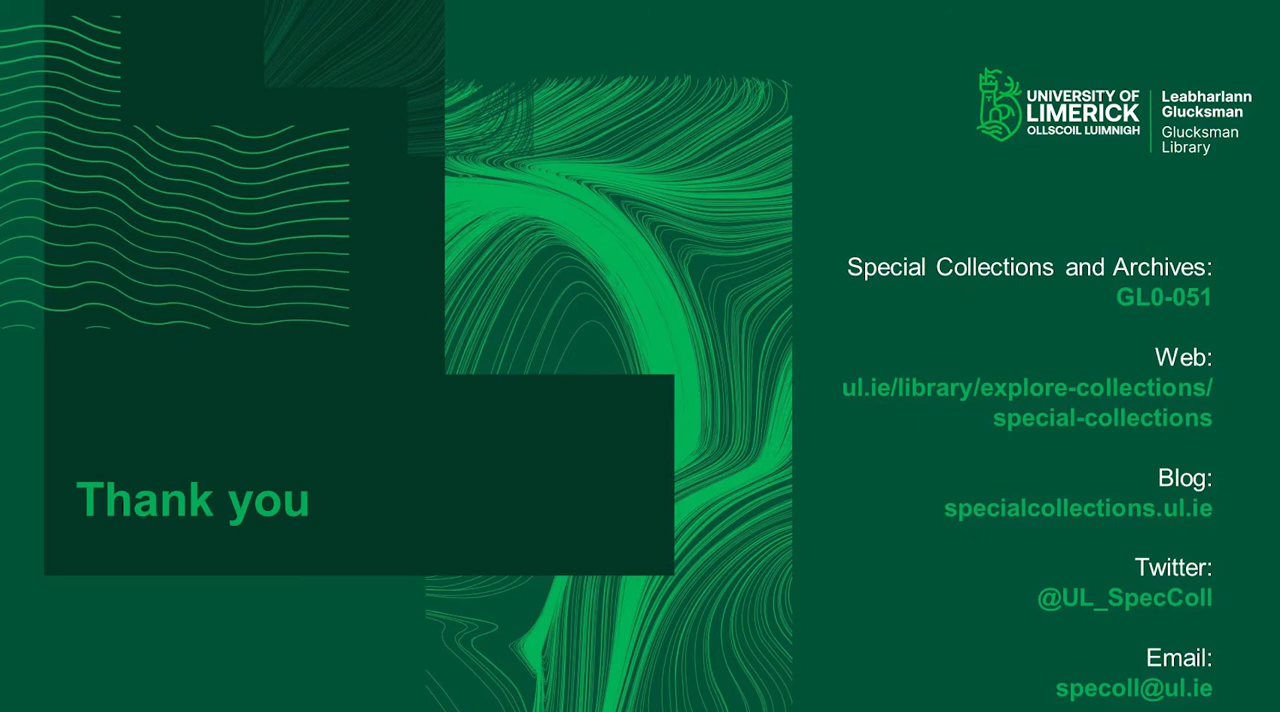 UNIVERSITY OF
LIMERICK
OLLSCOIL LUIMNIGH
Leabharlann
Glucksman
Glucksman
Library
Special Collections and Archives:
GL0-051
Web:
ul.ie/library/explore-collections/
special-collections
Blog:
specialcollections.ul.ie
Thank you
Twitter:
@UL_SpecColl
Email:
specoll@ul.ie